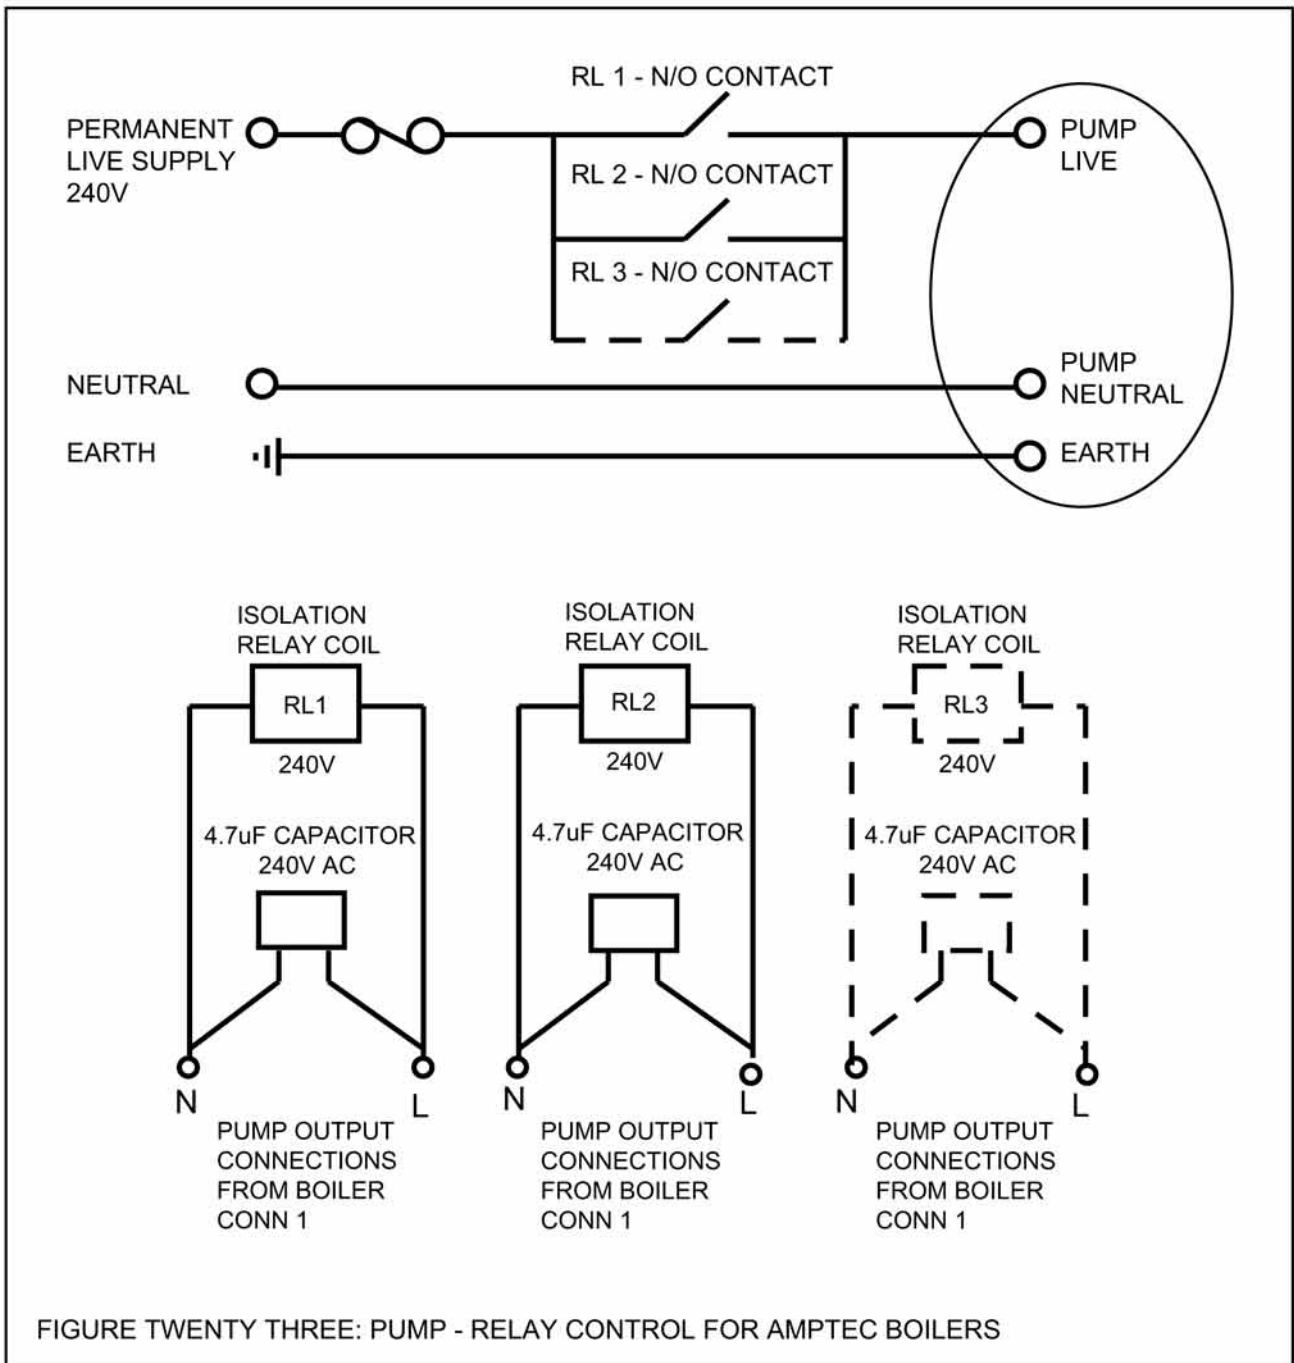 RL 1 - N/O CONTACT
PERMANENT
LIVE SUPPLY
240V
PUMP
LIVE
RL 2 - N/O CONTACT
RL 3 - N/O CONTACT
NEUTRAL
PUMP
NEUTRAL
EARTH
EARTH
ISOLATION
RELAY COIL
RL1
240V
4.7uF CAPACITOR
240V AC
N
L
PUMP OUTPUT
CONNECTIONS
FROM BOILER
CONN 1
ISOLATION
RELAY COIL
RL2
240V
4.7uF CAPACITOR
240V AC
N
L
PUMP OUTPUT
CONNECTIONS
FROM BOILER
CONN 1
ISOLATION
RELAY COIL
RL3
240V
4.7uF CAPACITOR
240V AC
N
L
PUMP OUTPUT
CONNECTIONS
FROM BOILER
CONN 1
FIGURE TWENTY THREE: PUMP - RELAY CONTROL FOR AMPTEC BOILERS